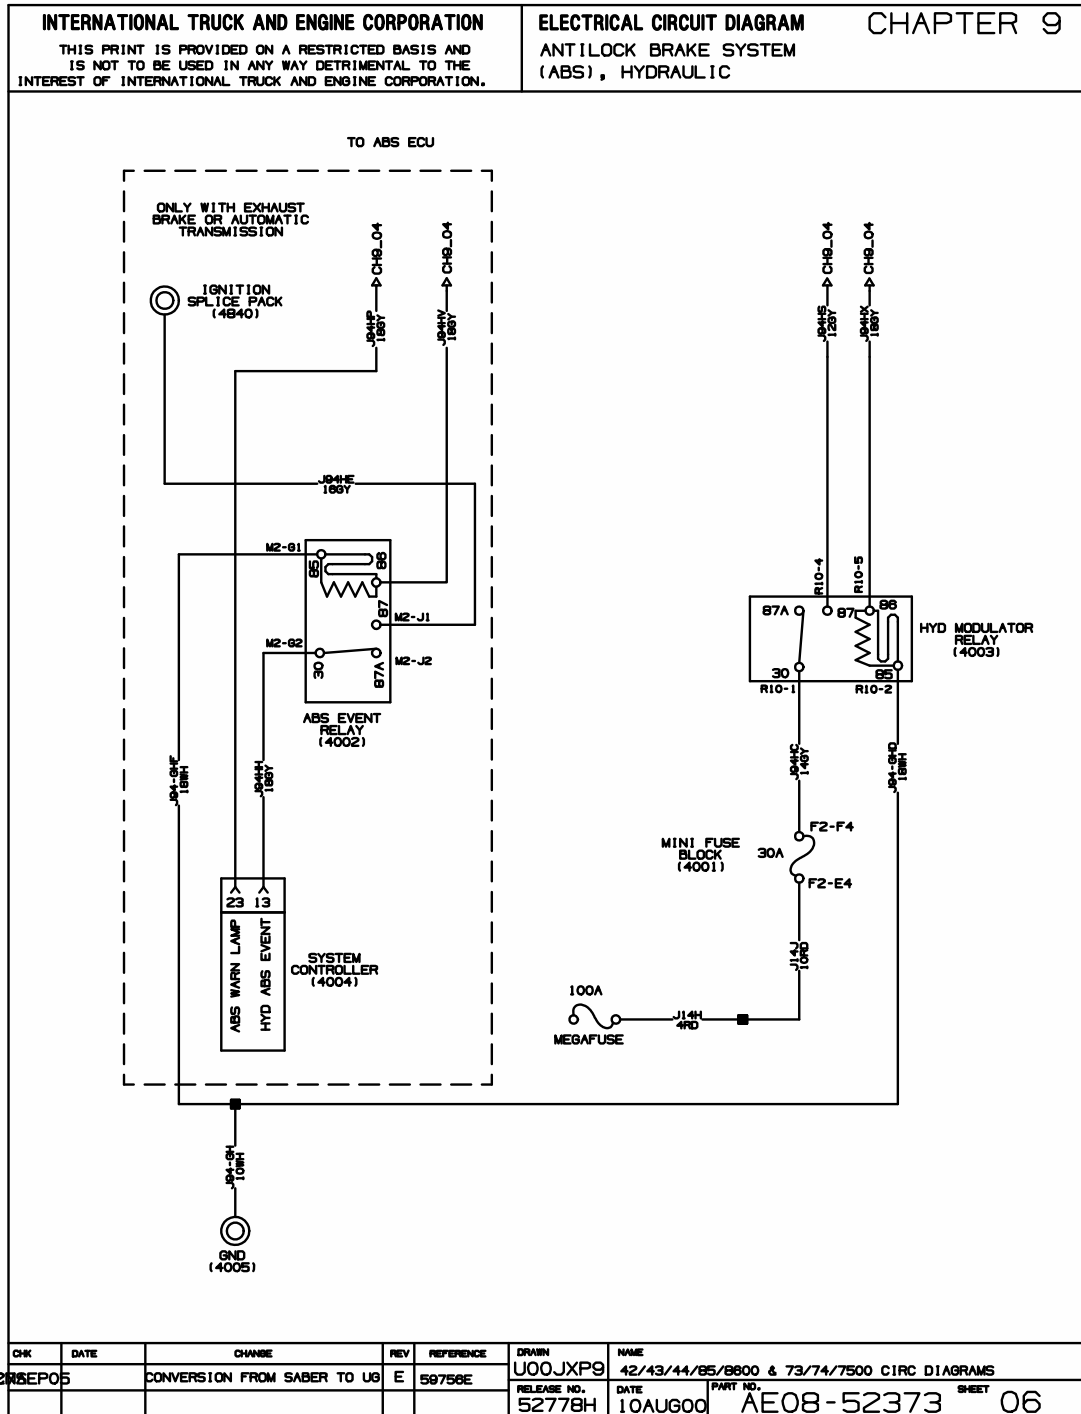 INTERNATIONAL TRUCK AND ENGINE CORPORATION
THIS PRINT IS PROVIDED ON A RESTRICTED BASIS AND
IS NOT TO BE USED IN ANY WAY DETRIMENTAL TO THE
INTEREST OF INTERNATIONAL TRUCK AND ENGINE CORPORATION.
ELECTRICAL CIRCUIT DIAGRAM
ANTILOCK BRAKE SYSTEM
(ABS), HYDRAULIC
CHAPTER 9
TO ABS ECU
ONLY WITH EXHAUST
BRAKE OR AUTOMATIC
TRANSMISSION
IGNITION
SPLICE PACK
(4840)
CH9_04
CH9_04
CH9_04
CH9_04
J94HP
18GY
J94HV
18GY
J94HS
12GY
J94HX
18GY
J94HE
16GY
M2-G1
85
86
87
M2-J1
M2-G2
30
87A
M2-J2
ABS EVENT
RELAY
(4002)
R10-4
R10-5
87A
87
86
30
85
R10-1
R10-2
HYD MODULATOR
RELAY
(4003)
J94-GHF
18WH
J94HH
18GY
J94HC
14GY
J94-GHD
18WH
MINI FUSE
BLOCK
(4001)
30A
F2-F4
F2-E4
23
13
ABS WARN LAMP
HYD ABS EVENT
SYSTEM
CONTROLLER
(4004)
J14J
10RD
100A
MEGAFUSE
J14H
4RD
J94-GH
10WH
GND
(4005)
CHK
DATE
CHANGE
REV
REFERENCE
CONVERSION FROM SABER TO UG
E
59756E
DRAWN
U00JXP9
NAME
42/43/44/85/8600 & 73/74/7500 CIRC DIAGRAMS
RELEASE NO.
52778H
DATE
10AUG00
PART NO.
AE08-52373
SHEET
06